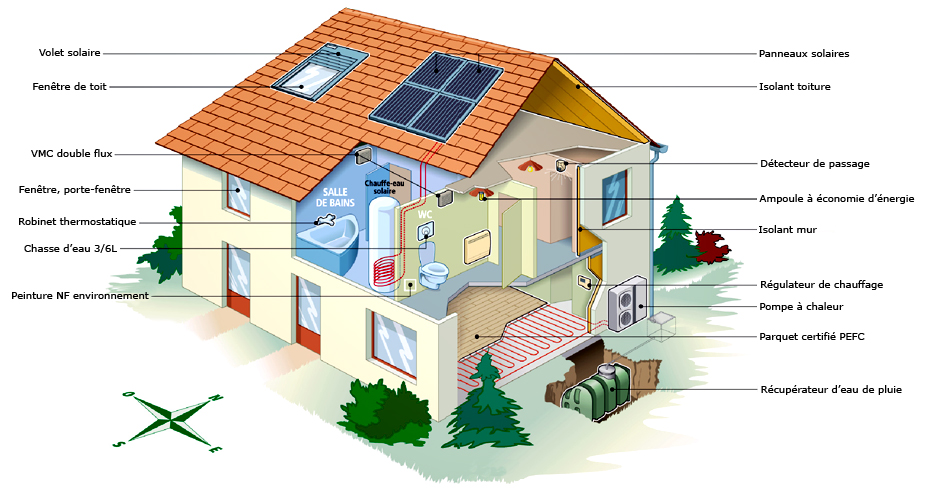 Volet solaire
Fenêtre de toit
VMC double flux
Fenêtre, porte-fenêtre
Robinet thermostatique
Chasse d'eau 3/6L
Peinture NF environnement
Panneaux solaires
Isolant toiture
Détecteur de passage
Ampoule à économie d'énergie
Isolant mur
Régulateur de chauffage
Pompe à chaleur
Parquet certifié PEFC
Récupérateur d'eau de pluie
SALLE
DE BAINS
Chauffe-eau
solaire
WC
O
N
S
E